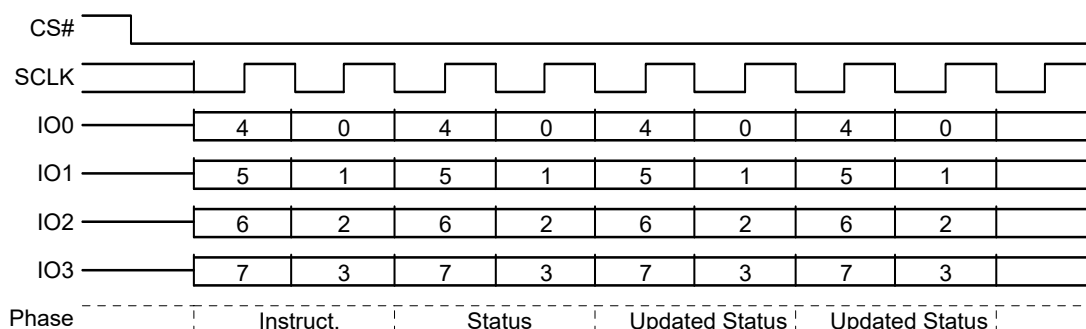 CS#
SCLK
IO0 4 0 4 0 4 0 4 0
IO1 5 1 5 1 5 1 5 1
IO2 6 2 6 2 6 2 6 2
IO3 7 3 7 3 7 3 7 3
Phase Instruct. Status Updated Status Updated Status